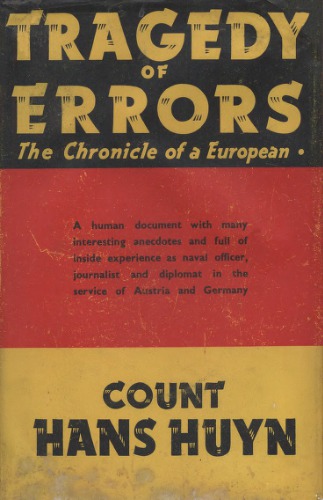 TRAGEDY
OF
ERRORS
The Chronicle of a European •
A human document with many
interesting anecdotes and full of
inside experience as naval officer,
journalist and diplomat in the
service of Austria and Germany
COUNT
HANS HUYN